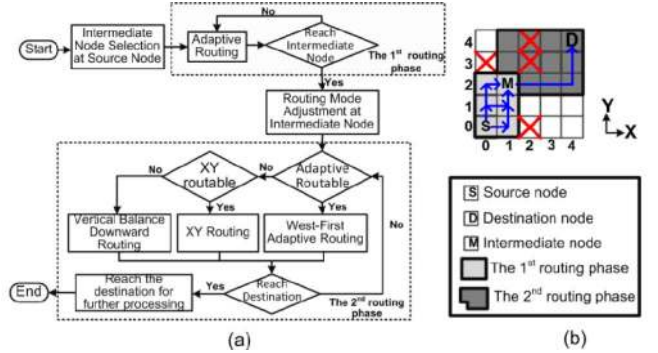 Start
Intermediate
Node Selection
at Source Node
No
Adaptive
Routing
Reach
Intermediate
Node
The 1st routing
phase
Yes
Routing Mode
Adjustment at
Intermediate Node
No
XY
routable
No
Adaptive
Routable
Yes
Yes
No
Vertical Balance
Downward
Routing
XY Routing
West-First
Adaptive Routing
End
Reach the
destination for
further processing
Yes
Reach
Destination
The 2nd routing
phase
(a)
4
3
2
1
0
D
M
S
0 1 2 3 4
Y
X
S Source node
D Destination node
M Intermediate node
The 1st routing phase
The 2nd routing phase
(b)